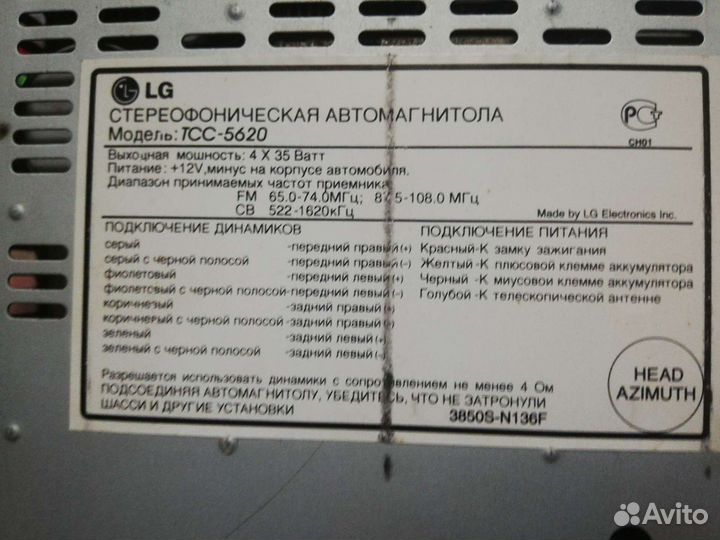 LG
СТЕРЕОФОНИЧЕСКАЯ АВТОМАГНИТОЛА
Модель: TCC-5620
РСТ
CH01
Выходная мощность: 4 X 35 Ватт
Питание: +12V, минус на корпусе автомобиля.
Диапазон принимаемых частот приемника
FM 65.0-74.0МГц; 87.5-108.0 МГц
СВ 522-1620кГц
Made by LG Electronics Inc.
ПОДКЛЮЧЕНИЕ ДИНАМИКОВ
серый -передний правый(+)
серый с черной полосой -передний правый(-)
фиолетовый -передний левый(+)
фиолетовый с черной полосой-передний левый(-)
коричневый -задний правый(+)
коричневый с черной полосой -задний правый(-)
зеленый -задний левый(+)
зеленый с черной полосой -задний левый(-)
ПОДКЛЮЧЕНИЕ ПИТАНИЯ
Красный-К замку зажигания
Желтый-К плюсовой клемме аккумулятора
Черный-К миусовой клемме аккумулятора
Голубой-К телескопической антенне
Разрешается использовать динамики с сопротивлением не менее 4 Ом
ПОДСОЕДИНЯЯ АВТОМАГНИТОЛУ, УБЕДИТЕСЬ, ЧТО НЕ ЗАТРОНУЛИ
ШАССИ И ДРУГИЕ УСТАНОВКИ
3850S-N136F
HEAD
AZIMUTH
Avito